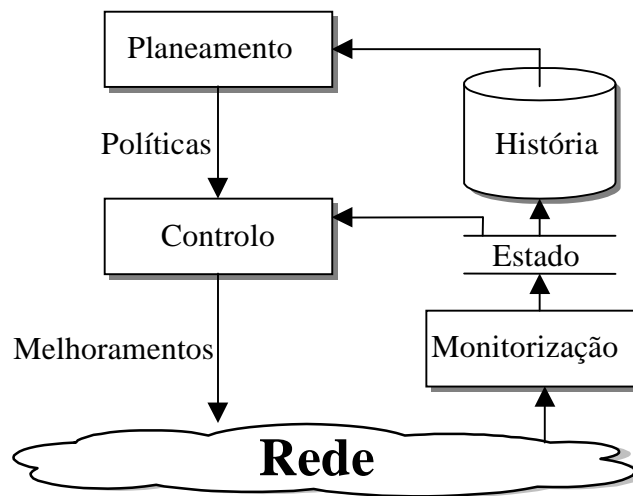 Planeamento
Políticas
História
Controlo
Estado
Melhoramentos
Monitorização
Rede